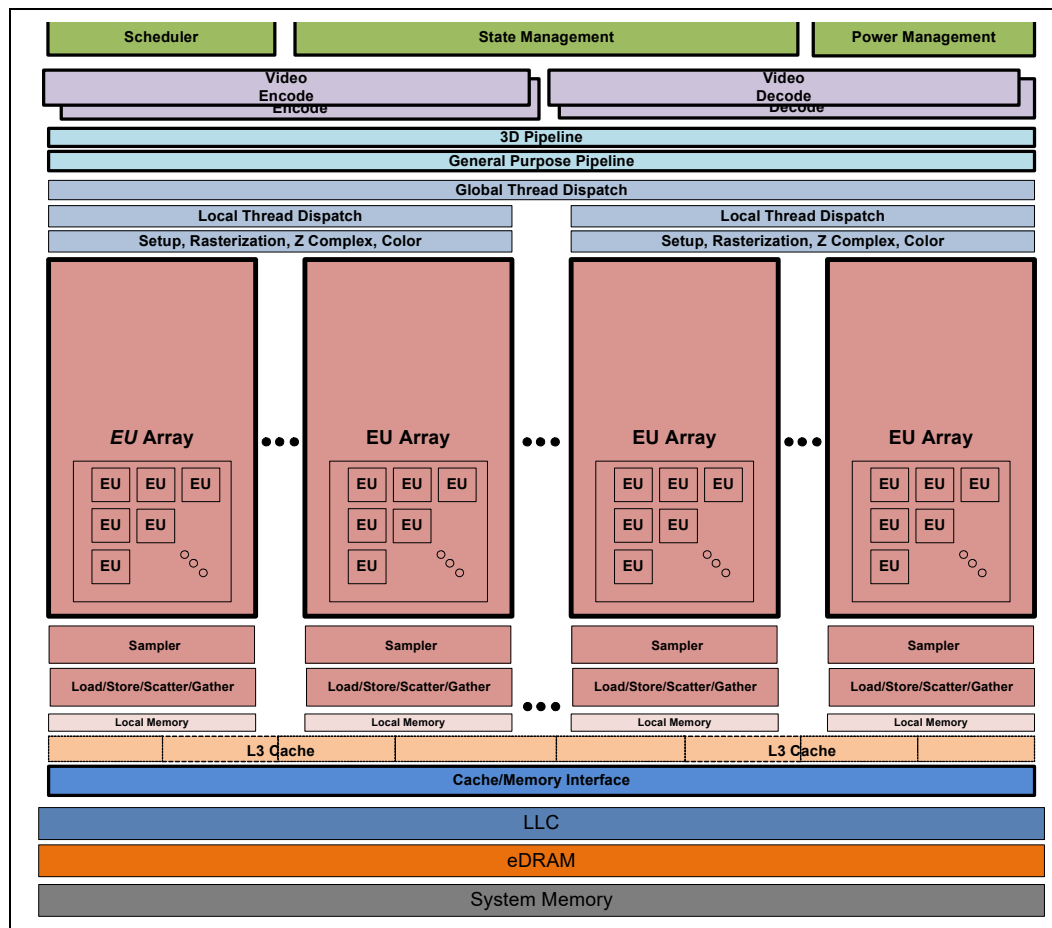 Scheduler
State Management
Power Management
Video
Encode
Encode
Video
Decode
Decode
3D Pipeline
General Purpose Pipeline
Global Thread Dispatch
Local Thread Dispatch
Local Thread Dispatch
Setup, Rasterization, Z Complex, Color
Setup, Rasterization, Z Complex, Color
EU Array
EU Array
EU Array
EU Array
EU EU EU
EU EU EU
EU EU EU
EU EU EU
EU EU
EU EU
EU EU
EU EU
EU
EU
EU
EU
Sampler
Sampler
Sampler
Sampler
Load/Store/Scatter/Gather
Load/Store/Scatter/Gather
Load/Store/Scatter/Gather
Load/Store/Scatter/Gather
Local Memory
Local Memory
Local Memory
Local Memory
L3 Cache
L3 Cache
Cache/Memory Interface
LLC
eDRAM
System Memory